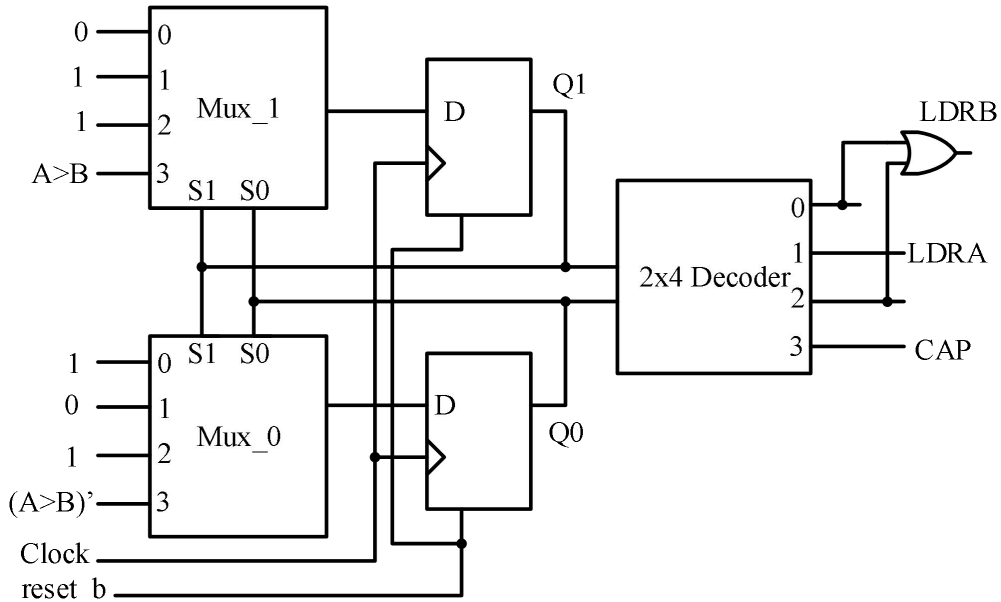 0 0
1 1
Mux_1
1 2
A>B 3
S1 S0
D
Q1
LDRB
0
1 LDRA
2x4 Decoder
2
3 CAP
S1 S0
1 0
0 1
Mux_0
1 2
(A>B)’ 3
D
Q0
Clock
reset_b